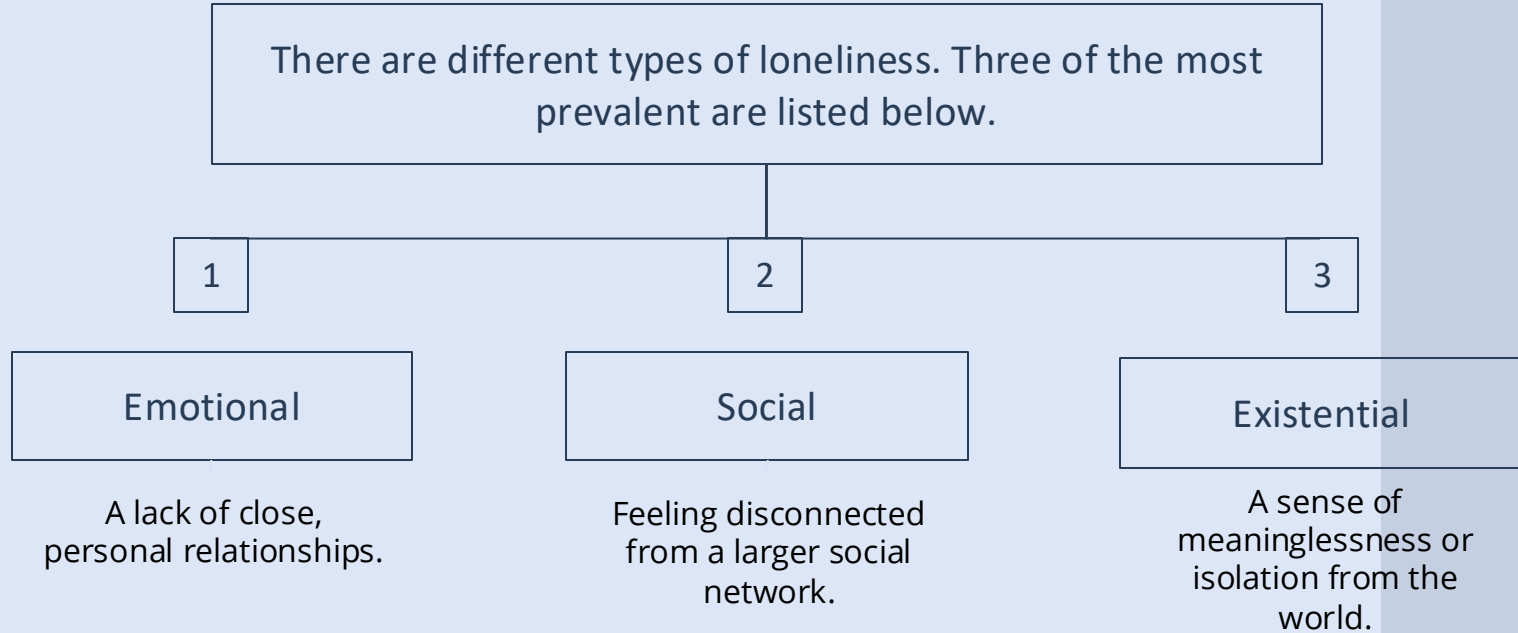 There are different types of loneliness. Three of the most
prevalent are listed below.
1
Emotional
A lack of close,
personal relationships.
2
Social
Feeling disconnected
from a larger social
network.
3
Existential
A sense of
meaninglessness or
isolation from the
world.